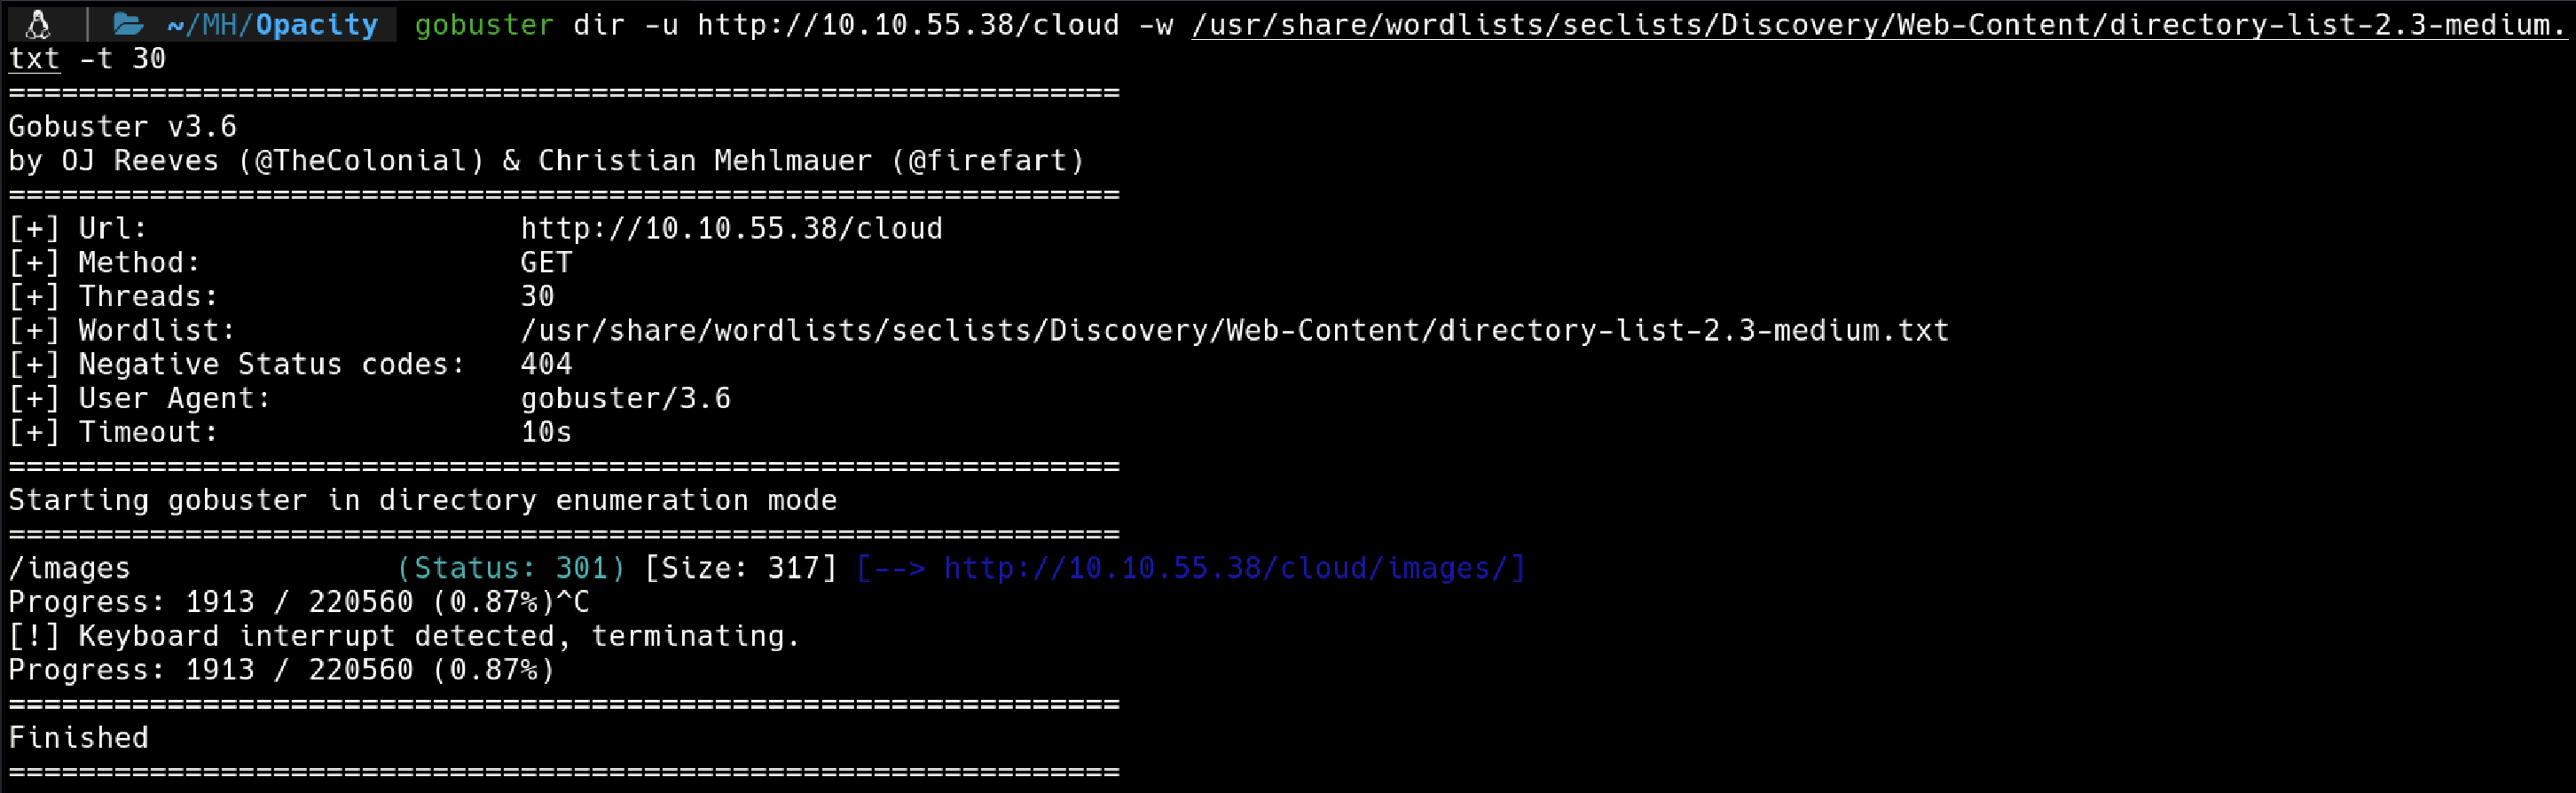 ~/MH/Opacity gobuster dir -u http://10.10.55.38/cloud -w /usr/share/wordlists/seclists/Discovery/Web-Content/directory-list-2.3-medium.
txt -t 30
===============================================================
Gobuster v3.6
by OJ Reeves (@TheColonial) & Christian Mehlmauer (@firefart)
===============================================================
[+] Url:                     http://10.10.55.38/cloud
[+] Method:                  GET
[+] Threads:                 30
[+] Wordlist:                /usr/share/wordlists/seclists/Discovery/Web-Content/directory-list-2.3-medium.txt
[+] Negative Status codes:   404
[+] User Agent:              gobuster/3.6
[+] Timeout:                 10s
===============================================================
Starting gobuster in directory enumeration mode
===============================================================
/images               (Status: 301) [Size: 317] [--> http://10.10.55.38/cloud/images/]
Progress: 1913 / 220560 (0.87%)^C
[!] Keyboard interrupt detected, terminating.
Progress: 1913 / 220560 (0.87%)
===============================================================
Finished
===============================================================